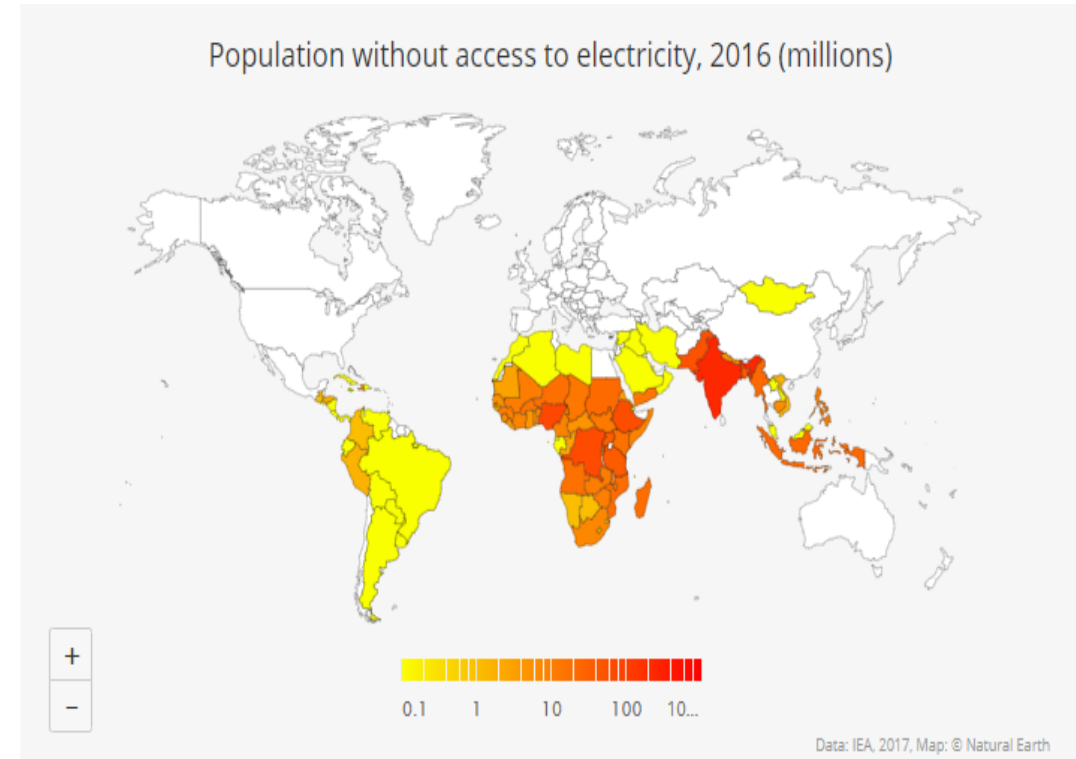 Population without access to electricity, 2016 (millions)
+
−
0.1 1 10 100 10...
Data: IEA, 2017, Map: © Natural Earth